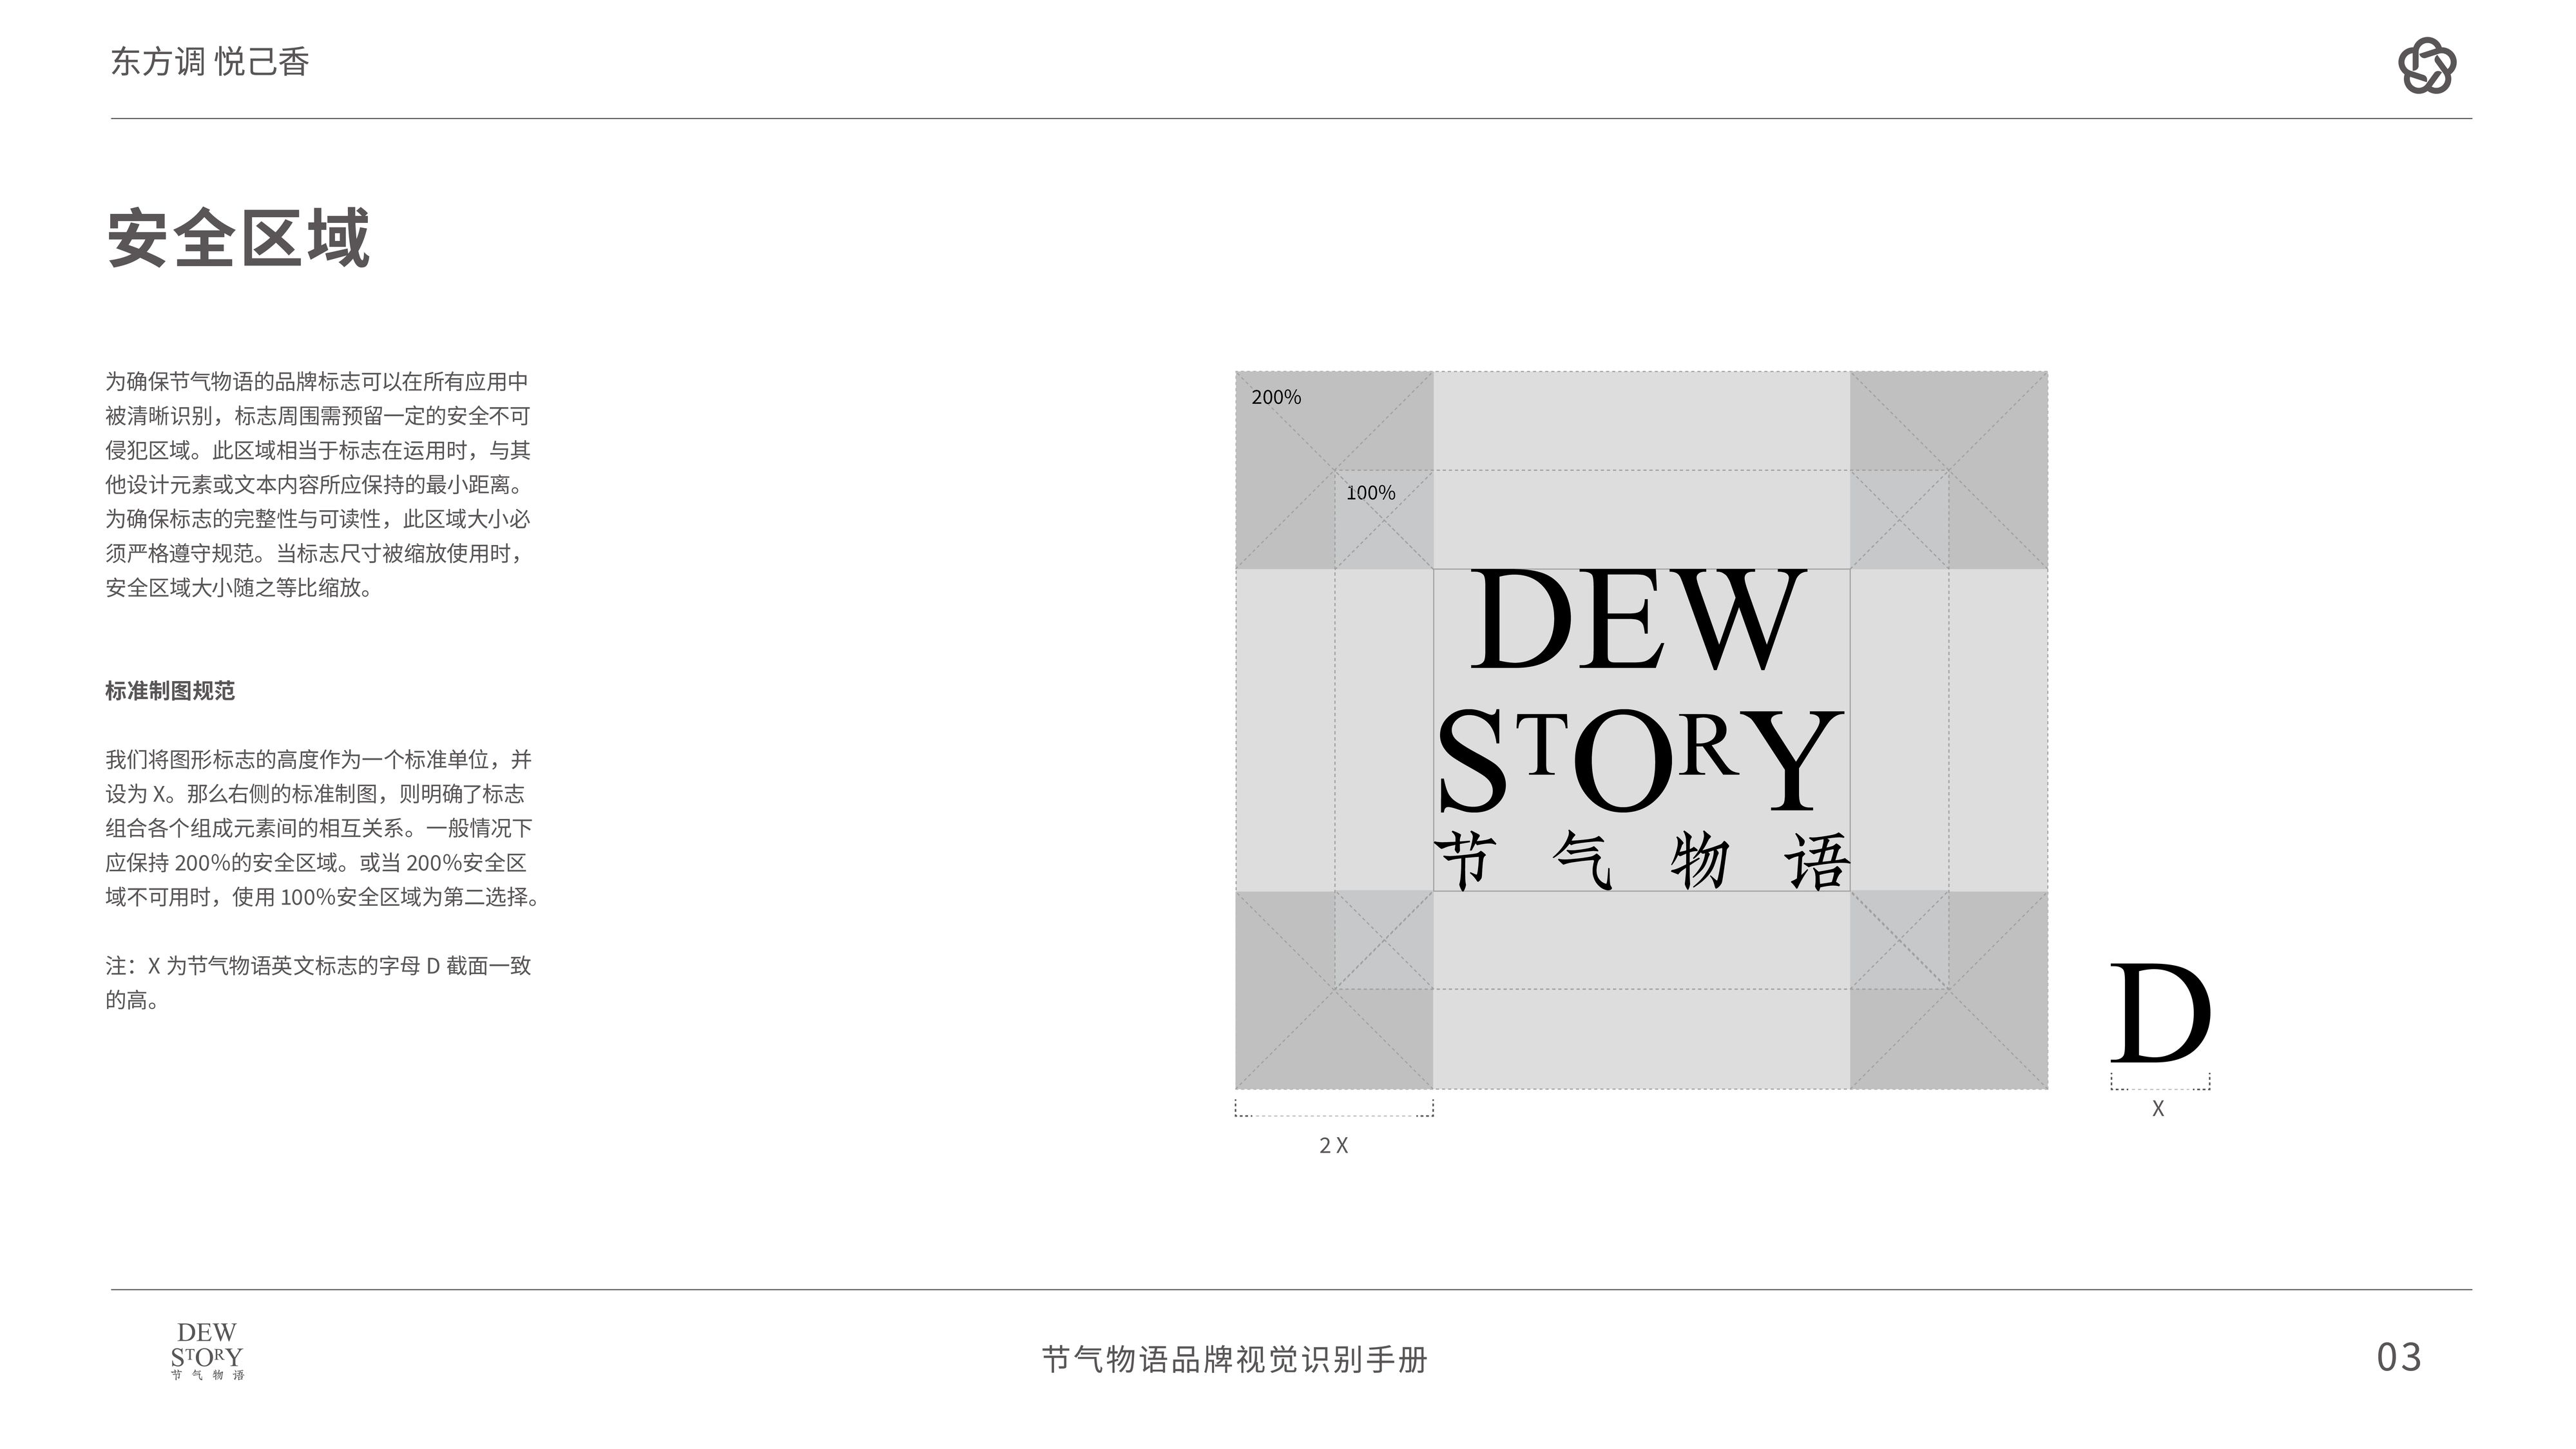 东方调 悦己香
安全区域
为确保节气物语的品牌标志可以在所有应用中
被清晰识别，标志周围需预留一定的安全不可
侵犯区域。此区域相当于标志在运用时，与其
他设计元素或文本内容所应保持的最小距离。
为确保标志的完整性与可读性，此区域大小必
须严格遵守规范。当标志尺寸被缩放使用时，
安全区域大小随之等比缩放。
标准制图规范
我们将图形标志的高度作为一个标准单位，并
设为 X。那么右侧的标准制图，则明确了标志
组合各个组成元素间的相互关系。一般情况下
应保持 200%的安全区域。或当 200%安全区
域不可用时，使用 100%安全区域为第二选择。
注：X 为节气物语英文标志的字母 D 截面一致
的高。
200%
100%
DEW
STORY
节 气 物 语
2 X
D
X
DEW
STORY
节 气 物 语
节气物语品牌视觉识别手册
03